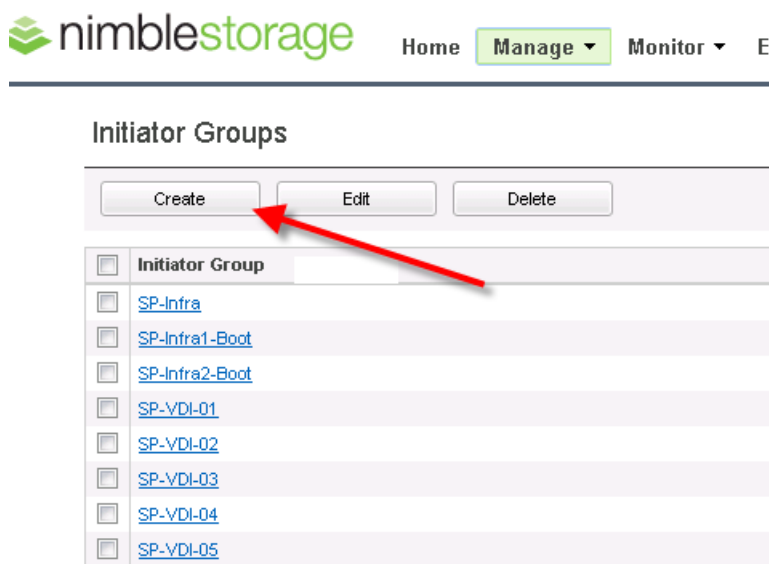 nimblestorage
Home Manage Monitor E
Initiator Groups
Create Edit Delete
Initiator Group
SP-Infra
SP-Infra1-Boot
SP-Infra2-Boot
SP-VDI-01
SP-VDI-02
SP-VDI-03
SP-VDI-04
SP-VDI-05